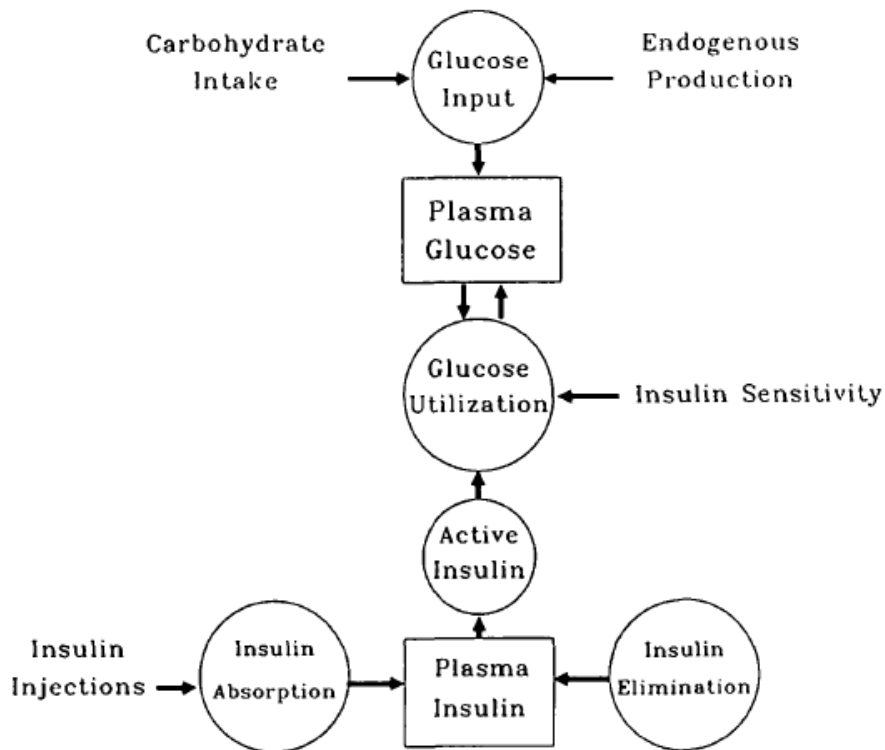 Carbohydrate
Intake
Glucose
Input
Endogenous
Production
Plasma
Glucose
Glucose
Utilization
Insulin Sensitivity
Active
Insulin
Insulin
Injections
Insulin
Absorption
Plasma
Insulin
Insulin
Elimination